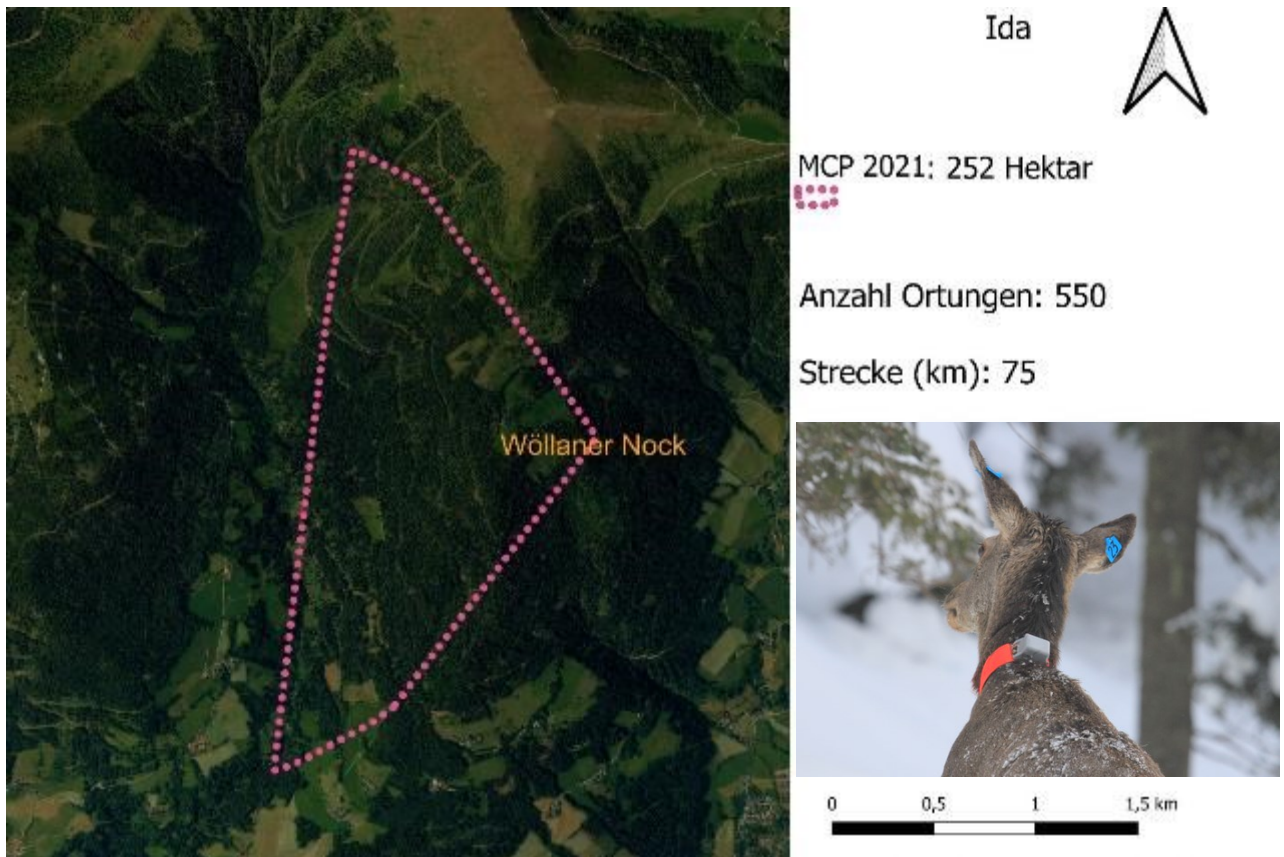 Ida
MCP 2021: 252 Hektar
Anzahl Ortungen: 550
Strecke (km): 75
Wöllaner Nock
0 0,5 1 1,5 km